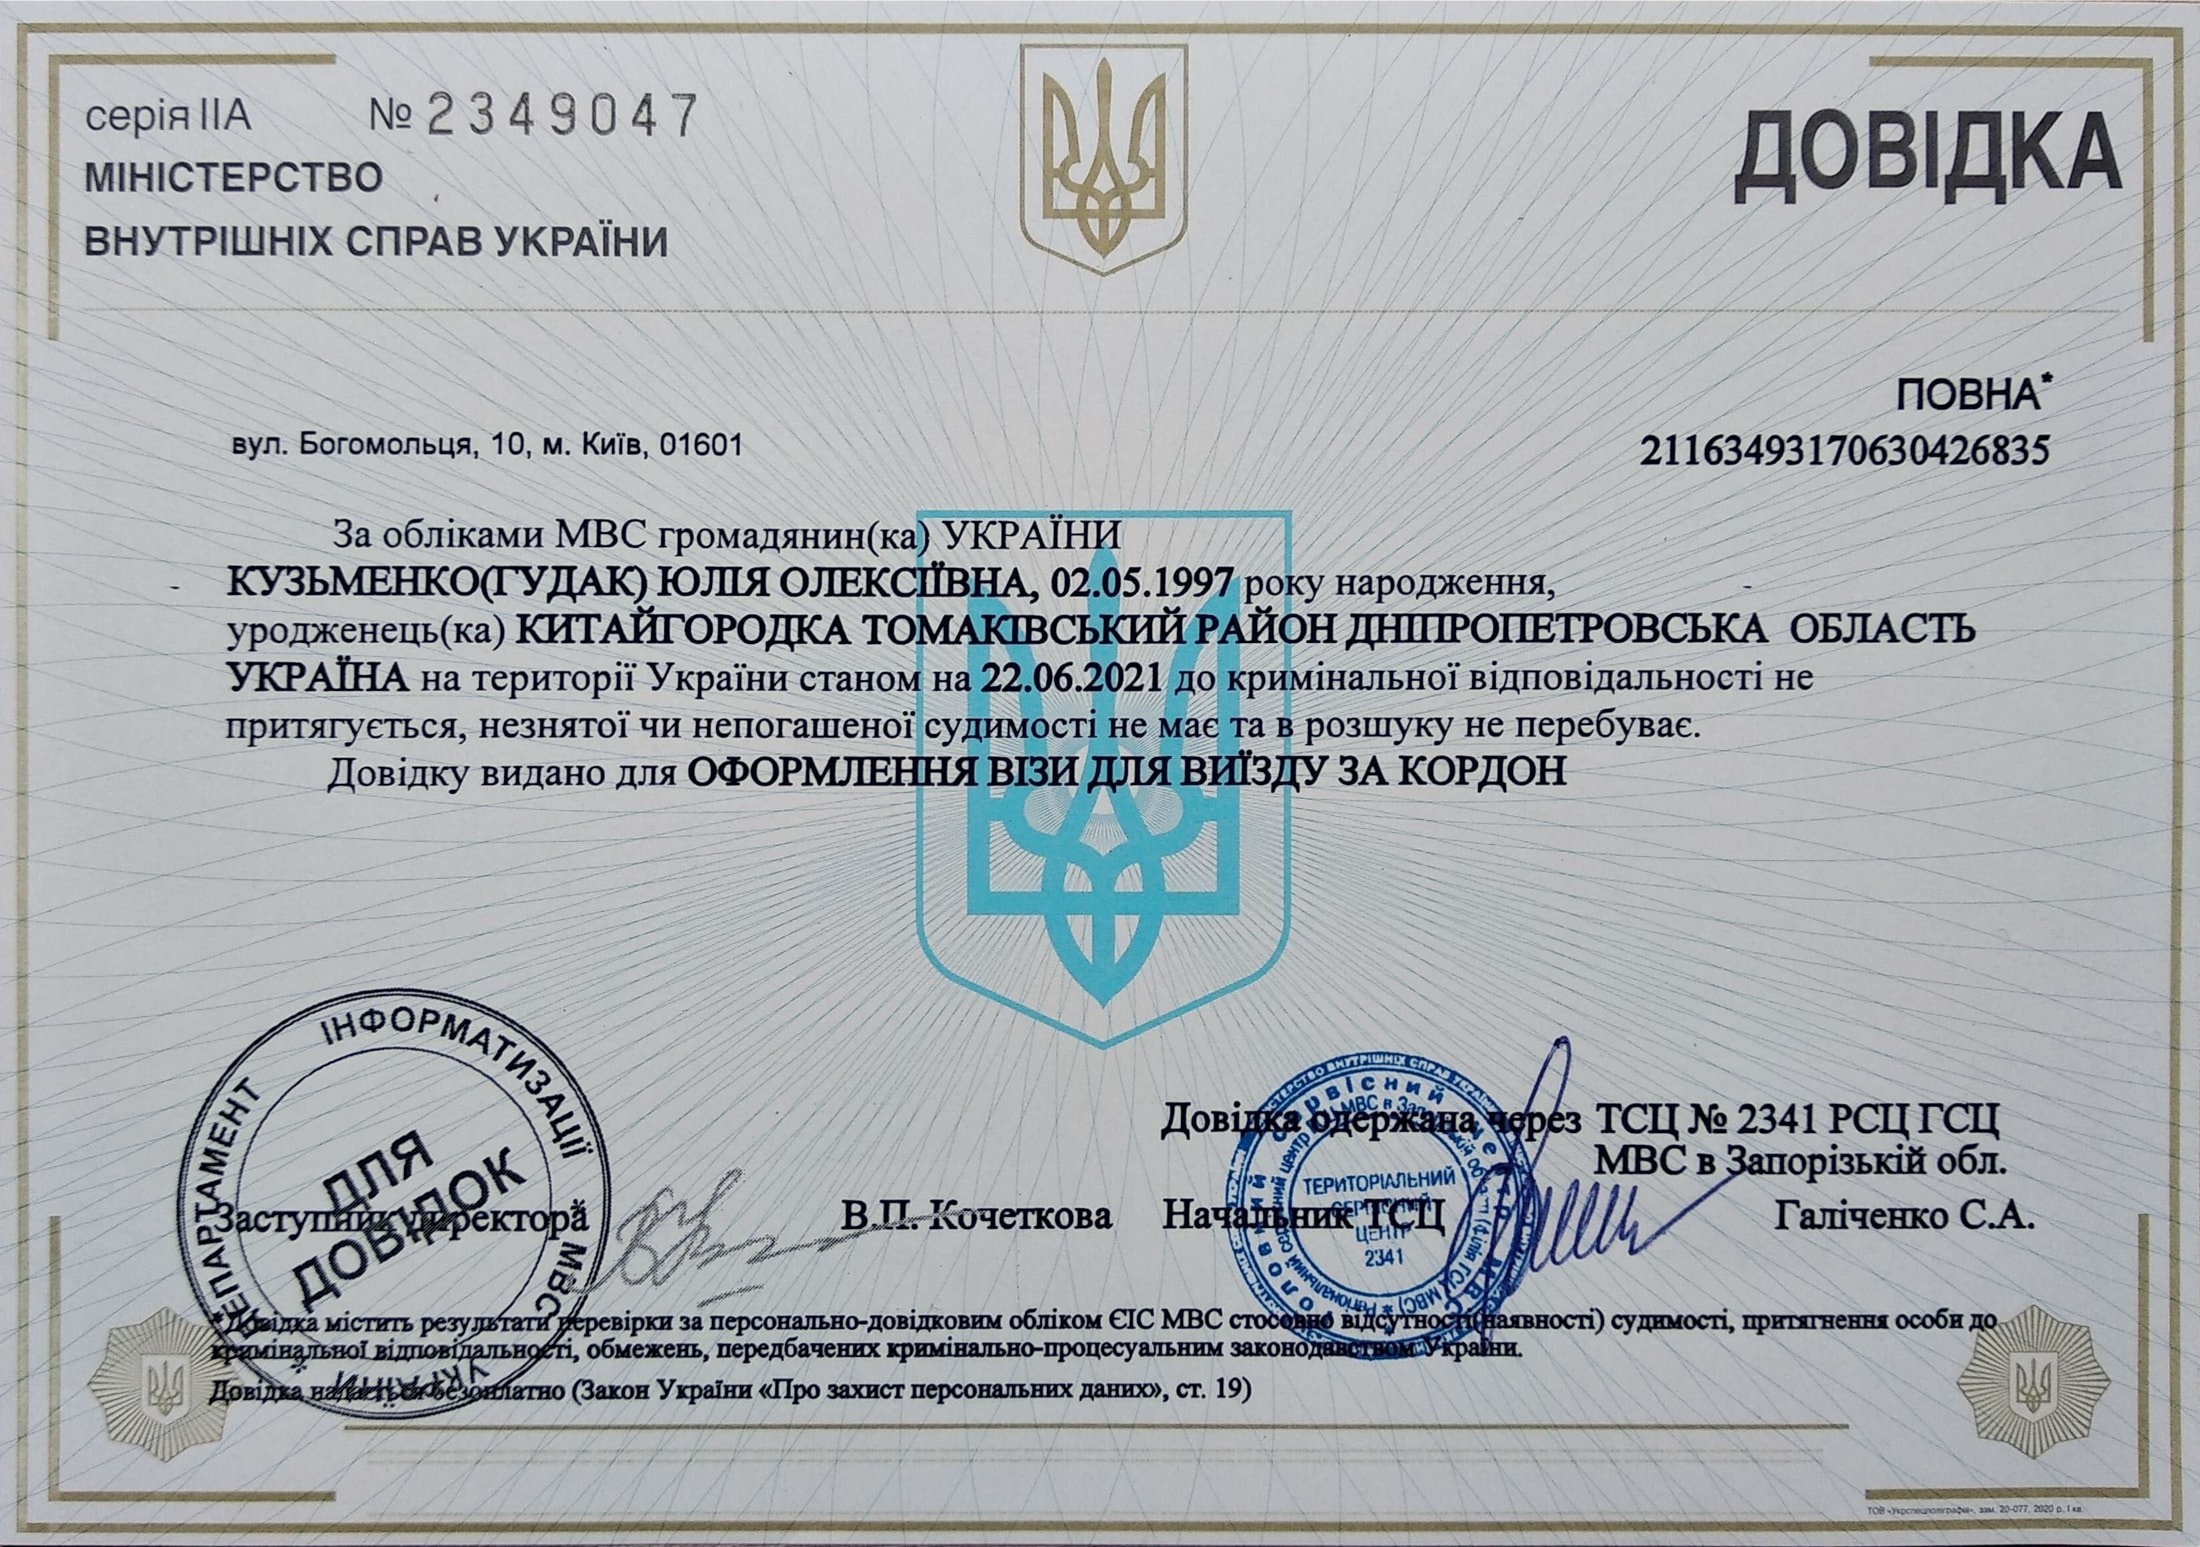 серія ІІА № 2349047
МІНІСТЕРСТВО
ВНУТРІШНІХ СПРАВ УКРАЇНИ
ДОВІДКА
ПОВНА*
вул. Богомольця, 10, м. Київ, 01601
21163493170630426835
За обліками МВС громадянин(ка) УКРАЇНИ
КУЗЬМЕНКО(ГУДАК) ЮЛІЯ ОЛЕКСІЇВНА, 02.05.1997 року народження,
уродженець(ка) КИТАЙГОРОДКА ТОМАКІВСЬКИЙ РАЙОН ДНІПРОПЕТРОВСЬКА ОБЛАСТЬ
УКРАЇНА на території України станом на 22.06.2021 до кримінальної відповідальності не
притягується, незнятої чи непогашеної судимості не має та в розшуку не перебуває.
Довідку видано для ОФОРМЛЕННЯ ВІЗИ ДЛЯ ВИЇЗДУ ЗА КОРДОН
ДЕПАРТАМЕНТ ІНФОРМАТИЗАЦІЇ * МВС УКРАЇНИ *
ДЛЯ
ДОВІДОК
Довідка одержана через ТСЦ № 2341 РСЦ ГСЦ
МВС в Запорізькій обл.
Заступник директора В.П. Кочеткова Начальник ТСЦ Галіченко С.А.
ТЕРИТОРІАЛЬНИЙ
СЕРВІСНИЙ
ЦЕНТР
2341
*Довідка містить результати перевірки за персонально-довідковим обліком ЄІС МВС стосовно відсутності(наявності) судимості, притягнення особи до
кримінальної відповідальності, обмежень, передбачених кримінально-процесуальним законодавством України.
Довідка надається безоплатно (Закон України «Про захист персональних даних», ст. 19)
ТОВ «Укрспецполіграфія», зам. 20-077, 2020 р. І кв.